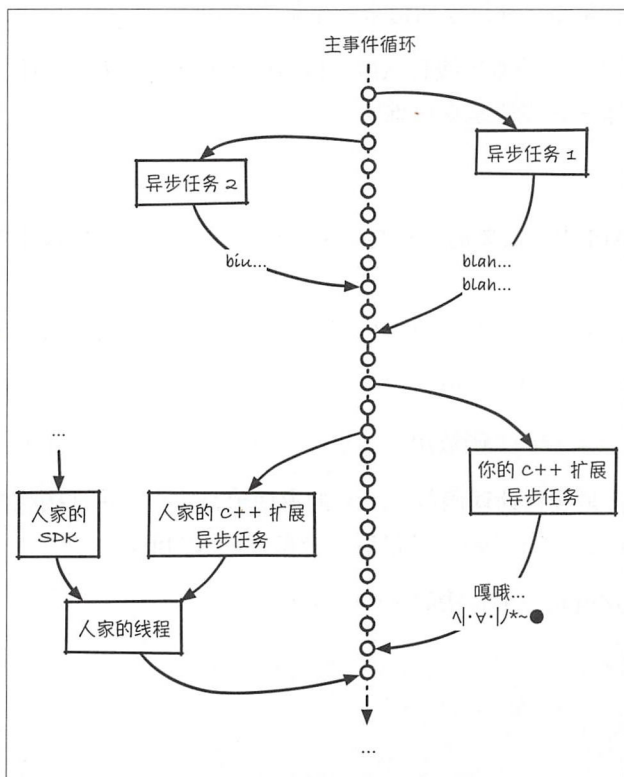 主事件循环
异步任务 1
异步任务 2
biu...
blah...
blah...
...
你的 C++ 扩展
异步任务
人家的
SDK
人家的 C++ 扩展
异步任务
嘎哦...
ヘ|・∀・|ノ*~●
人家的线程
...